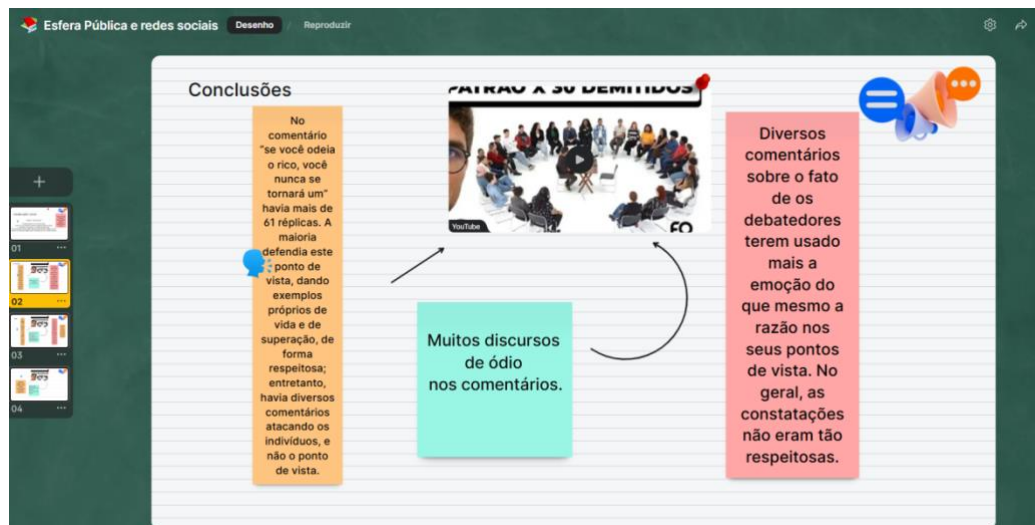 Esfera Pública e redes sociais
Desenho / Reproduzir
Conclusões
No
comentário
"se você odeia
o rico, você
nunca se
tornará um"
havia mais de
61 réplicas. A
maioria
defendia este
ponto de
vista, dando
exemplos
próprios de
vida e de
superação, de
forma
respeitosa;
entretanto,
havia diversos
comentários
atacando os
indivíduos, e
não o ponto
de vista.
PATRÃO X 30 DEMITIDOS
YouTube
FO
Muitos discursos
de ódio
nos comentários.
Diversos
comentários
sobre o fato
de os
debatedores
terem usado
mais a
emoção do
que mesmo a
razão nos
seus pontos
de vista. No
geral, as
constatações
não eram tão
respeitosas.
01
02
03
04